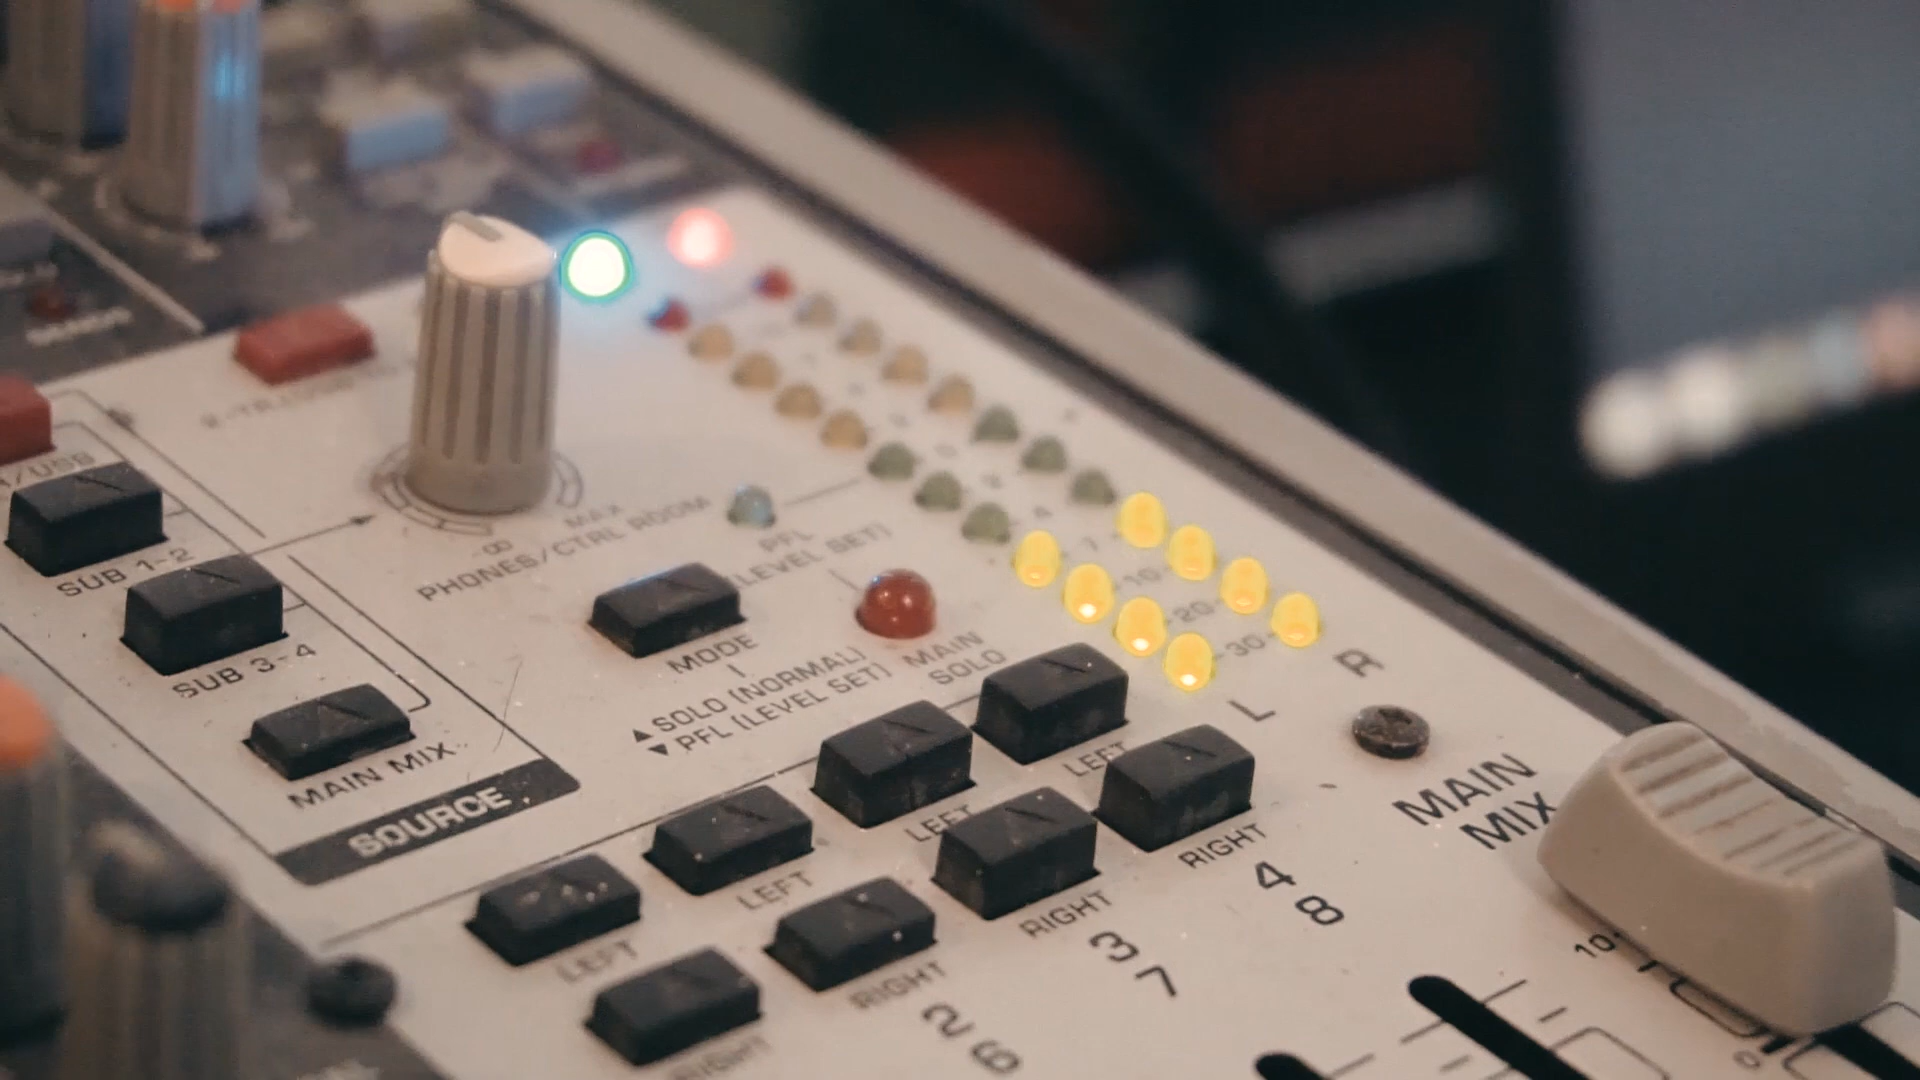 SUB 1-2
SUB 3-4
MAIN MIX
SOURCE
MAX
-∞
PHONES/CTRL ROOM
PFL
(LEVEL SET)
MODE
▲ SOLO (NORMAL)
▼ PFL (LEVEL SET)
MAIN
SOLO
7
10
20
30
L
R
LEFT
LEFT
LEFT
LEFT
RIGHT
RIGHT
RIGHT
RIGHT
4
8
3
7
2
6
MAIN
MIX
10
0